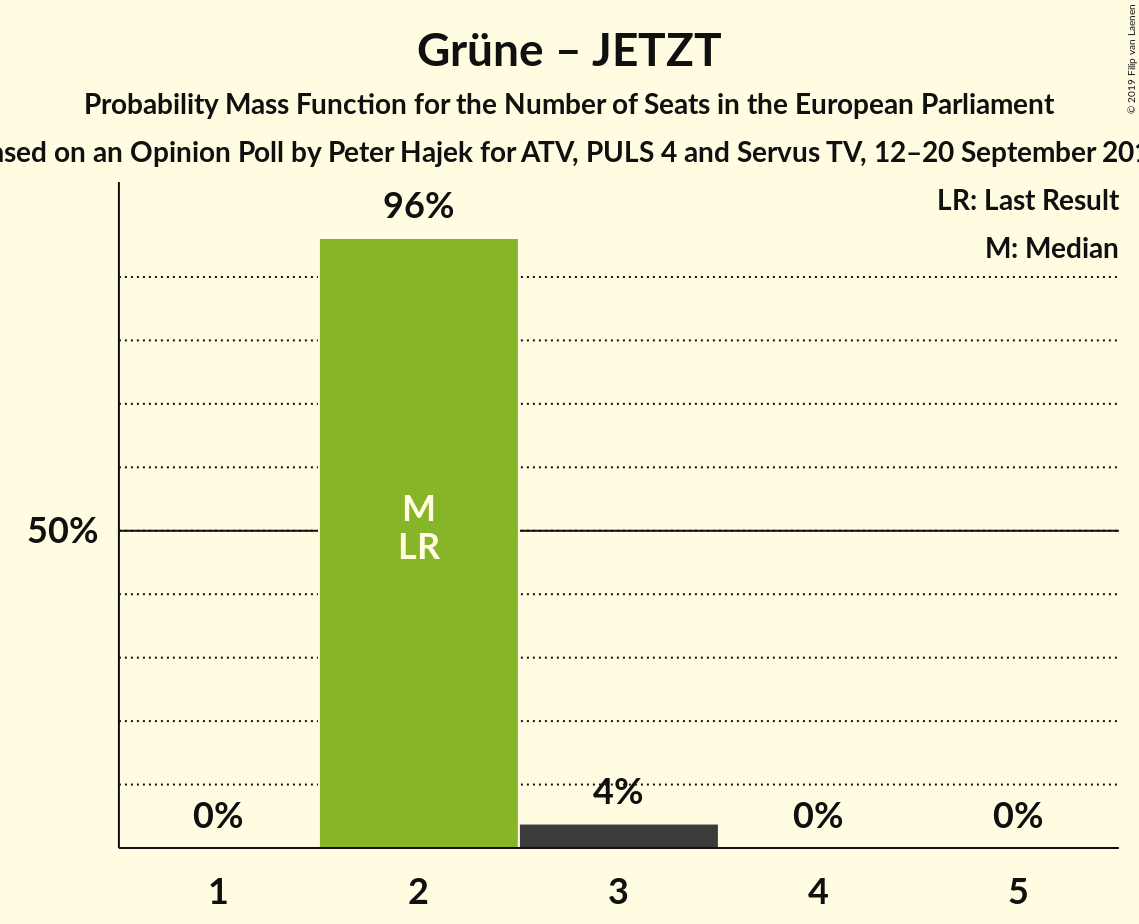 Grüne – JETZT
Probability Mass Function for the Number of Seats in the European Parliament
on an Opinion Poll by Peter Hajek for ATV, PULS 4 and Servus TV, 12–20 September
LR: Last Result
M: Median
96%
50%
M
LR
0%
4%
0%
0%
1
2
3
4
5
© 2019 Filip van Laenen